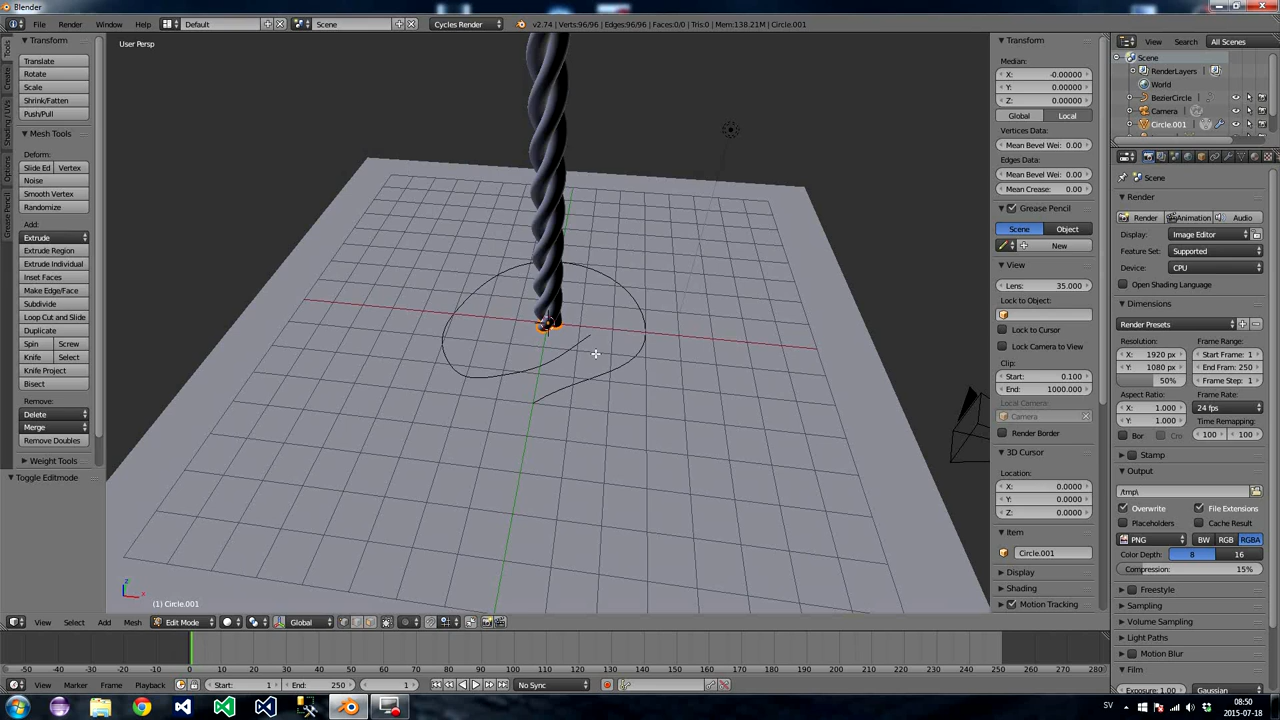 Blender
File Render Window Help Default Scene Cycles Render v2.74 | Verts:96/96 | Edges:96/96 | Faces:0/0 | Tris:0 | Mem:138.21M | Circle.001
Transform
Translate
Rotate
Scale
Shrink/Fatten
Push/Pull
Mesh Tools
Deform:
Slide Ed Vertex
Noise
Smooth Vertex
Randomize
Add:
Extrude
Extrude Region
Extrude Individual
Inset Faces
Make Edge/Face
Subdivide
Loop Cut and Slide
Duplicate
Spin Screw
Knife Select
Knife Project
Bisect
Remove:
Delete
Merge
Remove Doubles
Weight Tools
Toggle Editmode
Tools
Create
Shading / UVs
Options
Grease Pencil
User Persp
(1) Circle.001
Transform
Median:
X: -0.00000
Y: 0.00000
Z: 0.00000
Global Local
Vertices Data:
Mean Bevel Wei: 0.00
Edges Data:
Mean Bevel Wei: 0.00
Mean Crease: 0.00
Grease Pencil
Scene Object
New
View
Lens: 35.000
Lock to Object:
Lock to Cursor
Lock Camera to View
Clip:
Start: 0.100
End: 1000.000
Local Camera:
Camera
Render Border
3D Cursor
Location:
X: 0.0000
Y: 0.0000
Z: 0.0000
Item
Circle.001
Display
Shading
Motion Tracking
View Search All Scenes
Scene
RenderLayers
World
BezierCircle
Camera
Circle.001
Scene
Render
Render Animation Audio
Display: Image Editor
Feature Set: Supported
Device: CPU
Open Shading Language
Dimensions
Render Presets
Resolution: Frame Range:
X: 1920 px Start Frame: 1
Y: 1080 px End Fram: 250
50% Frame Step: 1
Aspect Ratio: Frame Rate:
X: 1.000 24 fps
Y: 1.000 Time Remapping:
Bor Cro 100 100
Stamp
Output
/tmp\
Overwrite File Extensions
Placeholders Cache Result
PNG BW RGB RGBA
Color Depth: 8 16
Compression: 15%
Freestyle
Sampling
Volume Sampling
Light Paths
Motion Blur
Film
Exposure: 1.00 Gaussian
View Select Add Mesh Edit Mode Global
-50 -40 -30 -20 -10 0 10 20 30 40 50 60 70 80 90 100 110 120 130 140 150 160 170 180 190 200 210 220 230 240 250 260 270 280
View Marker Frame Playback Start: 1 End: 250 1 No Sync
SV 08:50
2015-07-18